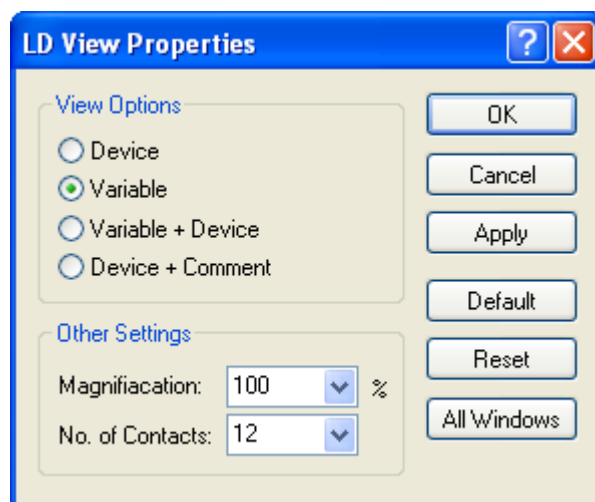 LD View Properties
View Options
Device
Variable
Variable + Device
Device + Comment
Other Settings
Magnifiacation: 100 %
No. of Contacts: 12
OK
Cancel
Apply
Default
Reset
All Windows